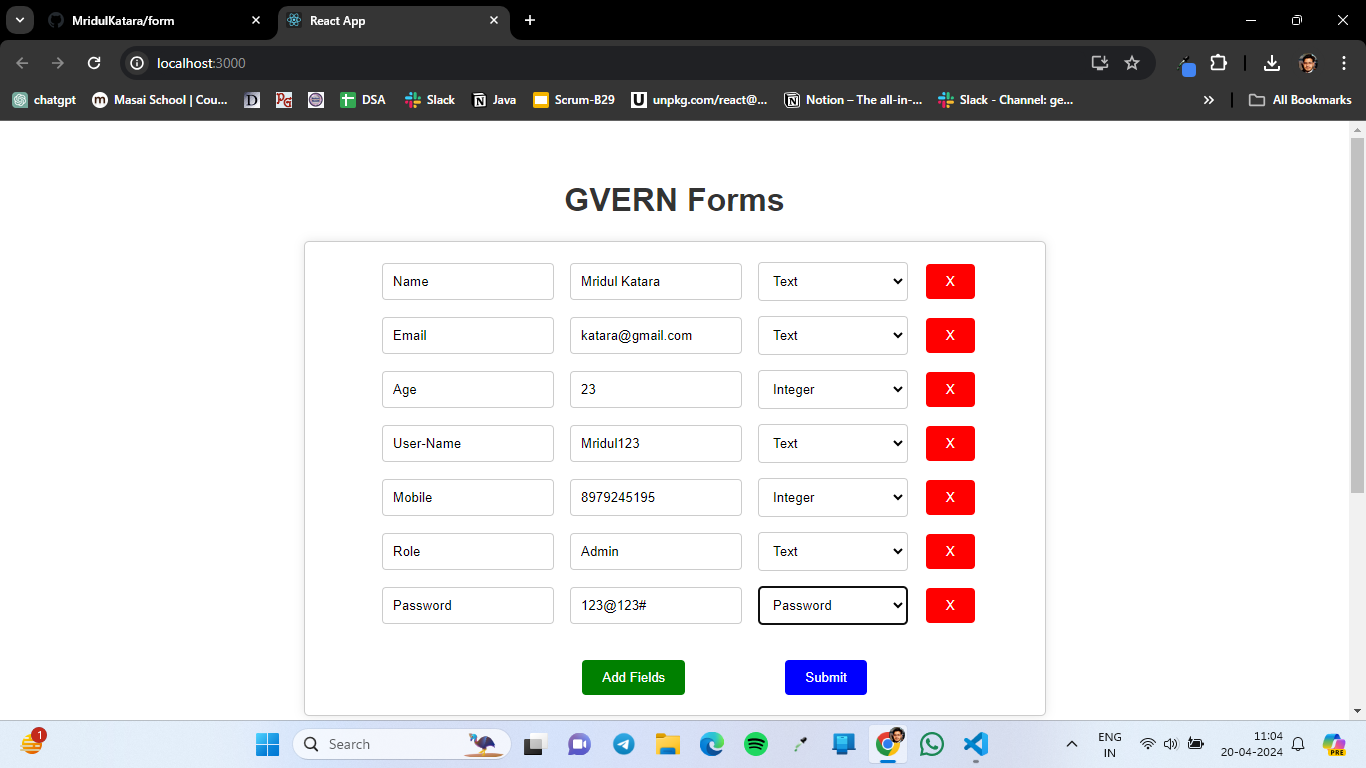 MridulKatara/form
React App
localhost:3000
chatgpt
Masai School | Cou...
DSA
Slack
Java
Scrum-B29
unpkg.com/react@...
Notion – The all-in-...
Slack - Channel: ge...
All Bookmarks
GVERN Forms
Name Mridul Katara Text X
Email katara@gmail.com Text X
Age 23 Integer X
User-Name Mridul123 Text X
Mobile 8979245195 Integer X
Role Admin Text X
Password 123@123# Password X
Add Fields Submit
1
Search
ENG
IN
11:04
20-04-2024
PRE